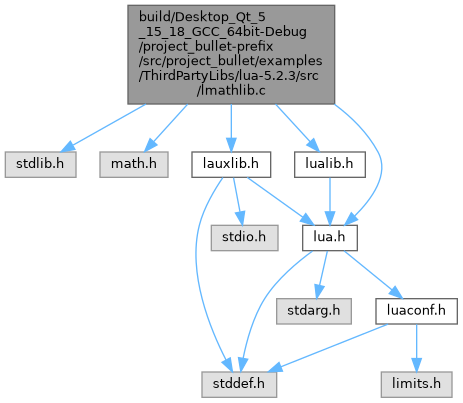 build/Desktop_Qt_5
_15_18_GCC_64bit-Debug
/project_bullet-prefix
/src/project_bullet/examples
/ThirdPartyLibs/lua-5.2.3/src
/lmathlib.c
stdlib.h
math.h
lauxlib.h
lualib.h
stdio.h
lua.h
stdarg.h
luaconf.h
stddef.h
limits.h